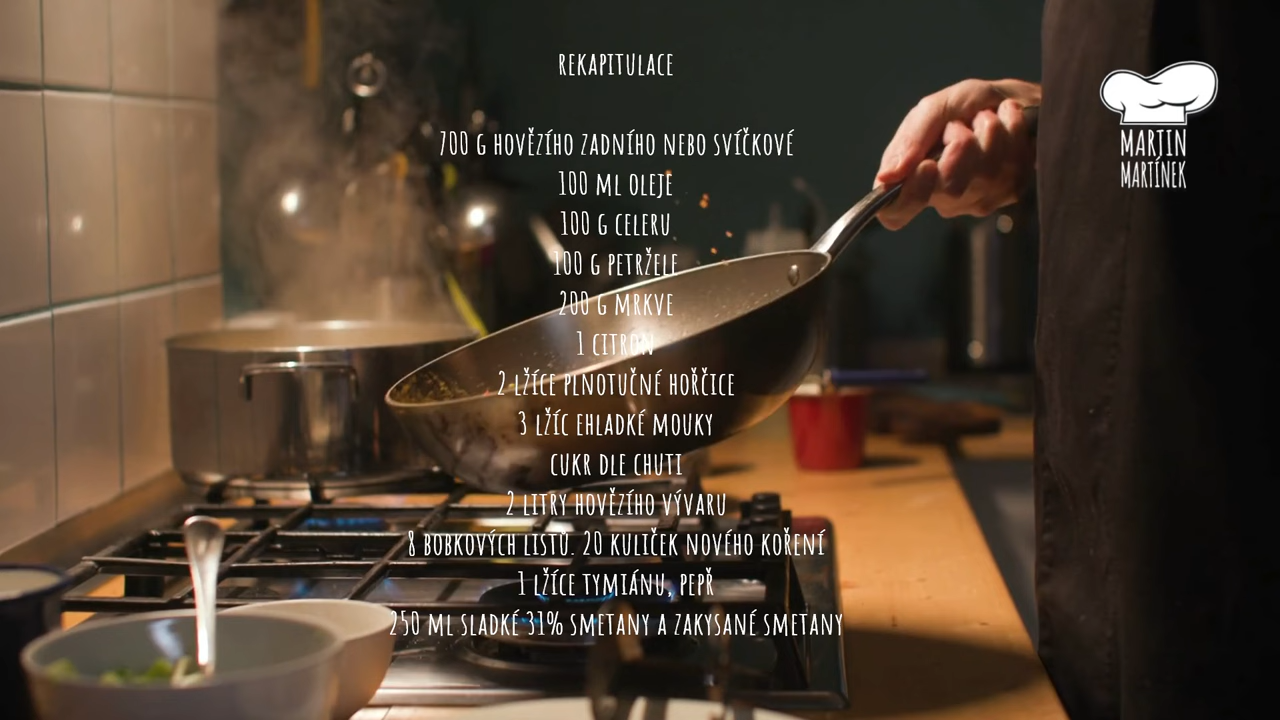 REKAPITULACE
700 G HOVĚZÍHO ZADNÍHO NEBO SVÍČKOVÉ
100 ML OLEJE
100 G CELERU
100 G PETRŽELE
200 G MRKVE
1 CITRON
2 LŽÍCE PLNOTUČNÉ HOŘČICE
3 LŽÍC EHLADKÉ MOUKY
CUKR DLE CHUTI
2 LITRY HOVĚZÍHO VÝVARU
8 BOBKOVÝCH LISTŮ. 20 KULIČEK NOVÉHO KOŘENÍ
1 LŽÍCE TYMIÁNU, PEPŘ
250 ML SLADKÉ 31% SMETANY A ZAKYSANÉ SMETANY
MARTIN
MARTÍNEK